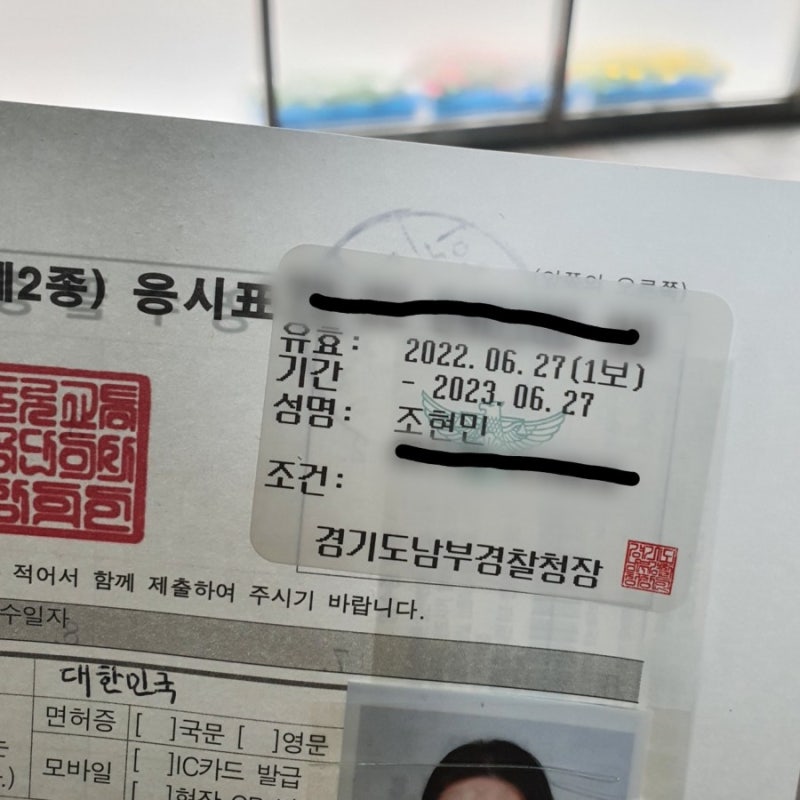 제2종) 응시표
유효: 2022. 06. 27(1보)
기간 - 2023. 06. 27
성명: 조현민
조건:
경기도남부경찰청장
적어서 함께 제출하여 주시기 바랍니다.
수일자
대한민국
면허증 [ ]국문 [ ]영문
모바일 [ ]IC카드 발급